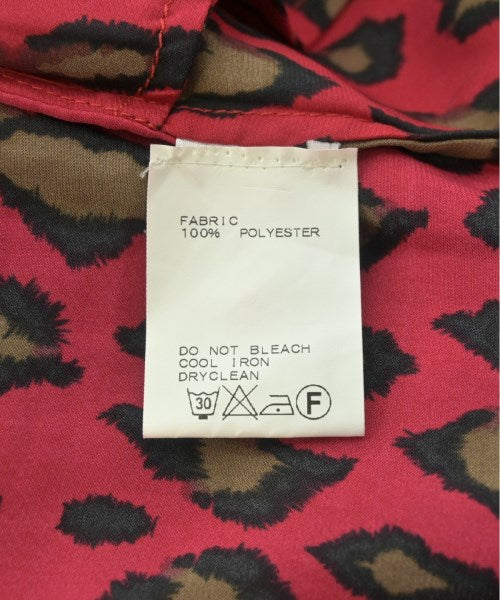 FABRIC
100% POLYESTER
DO NOT BLEACH
COOL IRON
DRYCLEAN
30 F